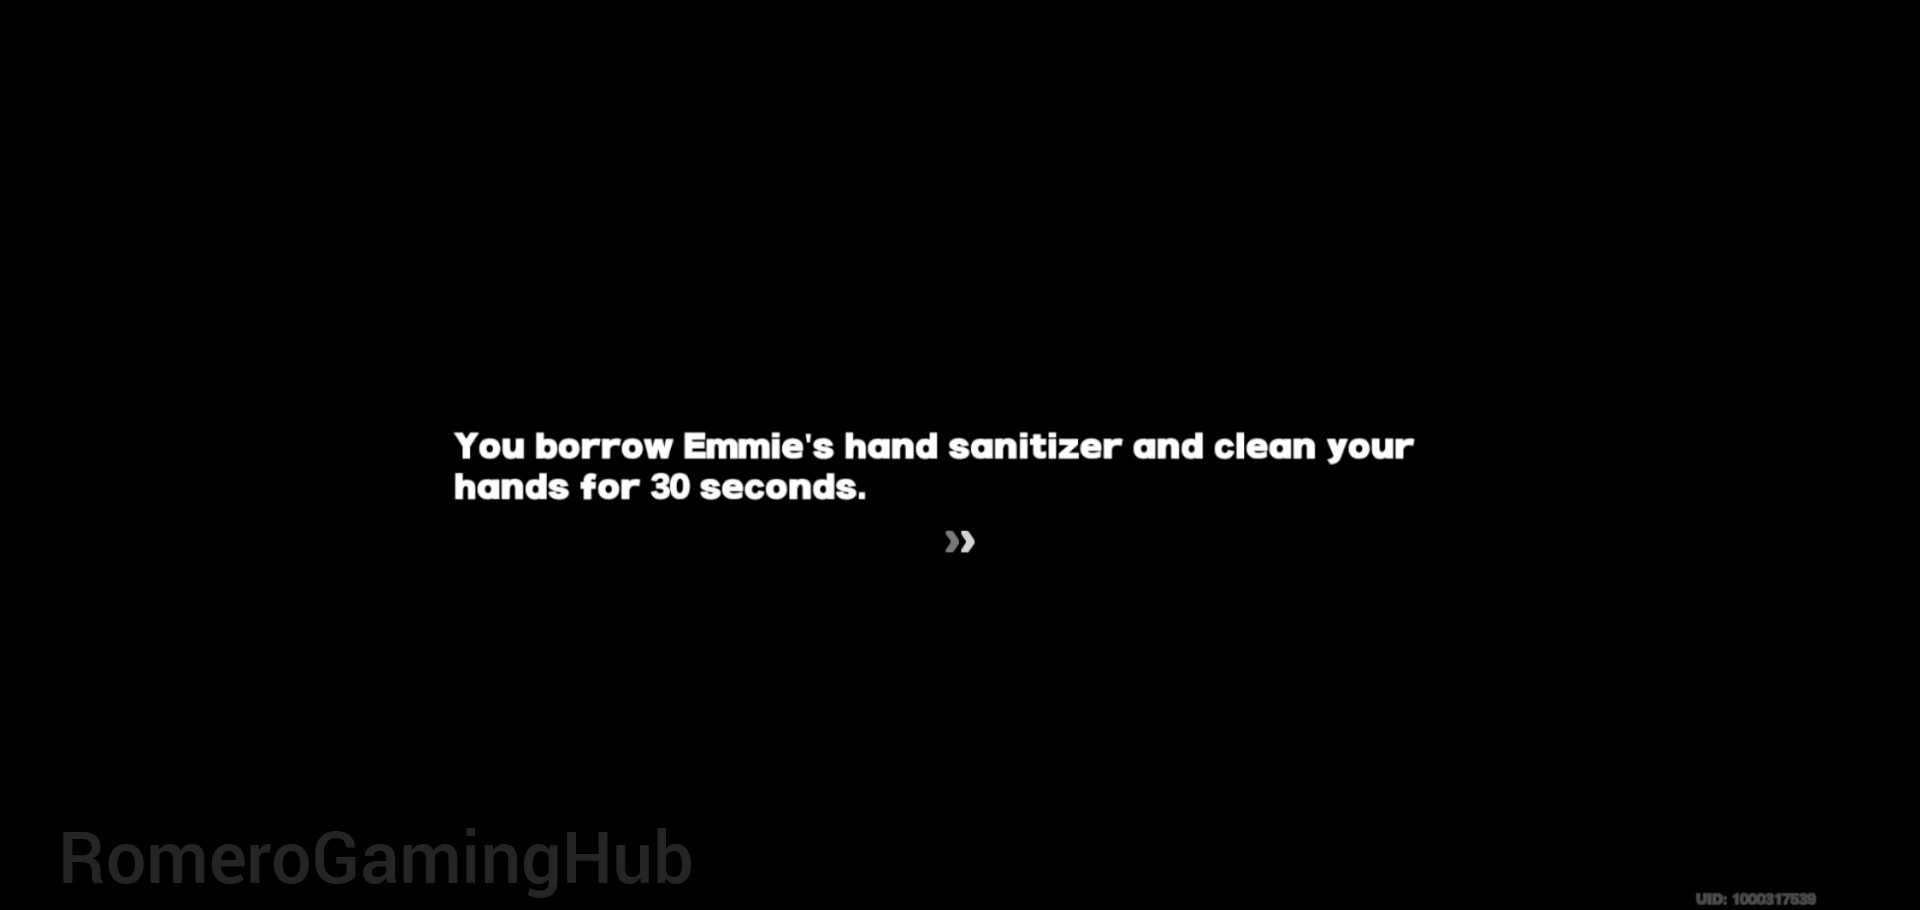 You borrow Emmie's hand sanitizer and clean your
hands for 30 seconds.
RomeroGamingHub
UID: 1000317539